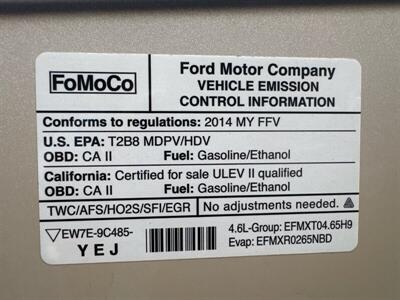 FoMoCo
Ford Motor Company
VEHICLE EMISSION
CONTROL INFORMATION
Conforms to regulations: 2014 MY FFV
U.S. EPA: T2B8 MDPV/HDV
OBD: CA II Fuel: Gasoline/Ethanol
California: Certified for sale ULEV II qualified
OBD: CA II Fuel: Gasoline/Ethanol
TWC/AFS/HO2S/SFI/EGR No adjustments needed.
EW7E-9C485-
YEJ
4.6L-Group: EFMXT04.65H9
Evap: EFMXR0265NBD